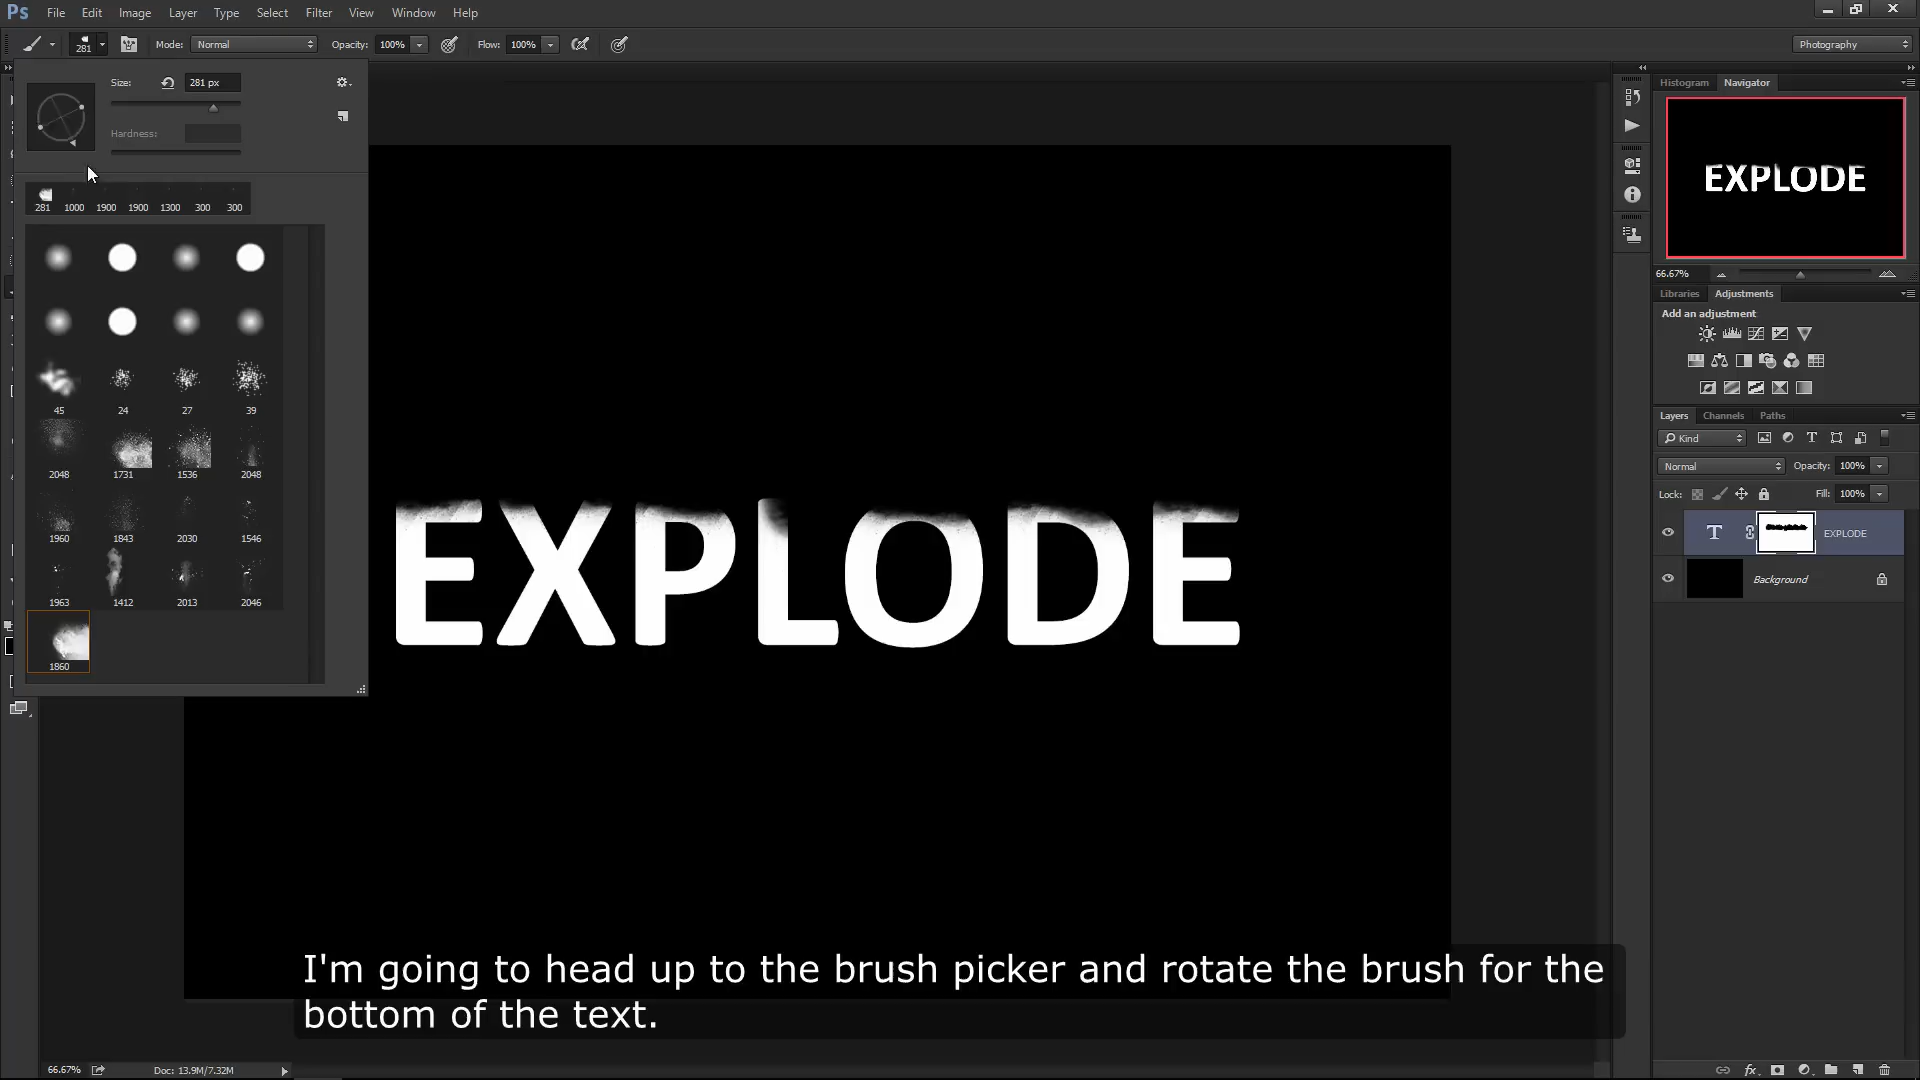 Ps File Edit Image Layer Type Select Filter View Window Help
281 Mode: Normal Opacity: 100% Flow: 100% Photography
Size: 281 px
Hardness:
281 1000 1900 1900 1300 300 300
45 24 27 39
2048 1731 1536 2048
1960 1843 2030 1546
1963 1412 2013 2046
1860
EXPLODE
Histogram Navigator
EXPLODE
66.67%
Libraries Adjustments
Add an adjustment
Layers Channels Paths
Kind
Normal Opacity: 100%
Lock: Fill: 100%
T EXPLODE
Background
fx
I'm going to head up to the brush picker and rotate the brush for the
bottom of the text.
66.67% Doc: 13.9M/7.32M